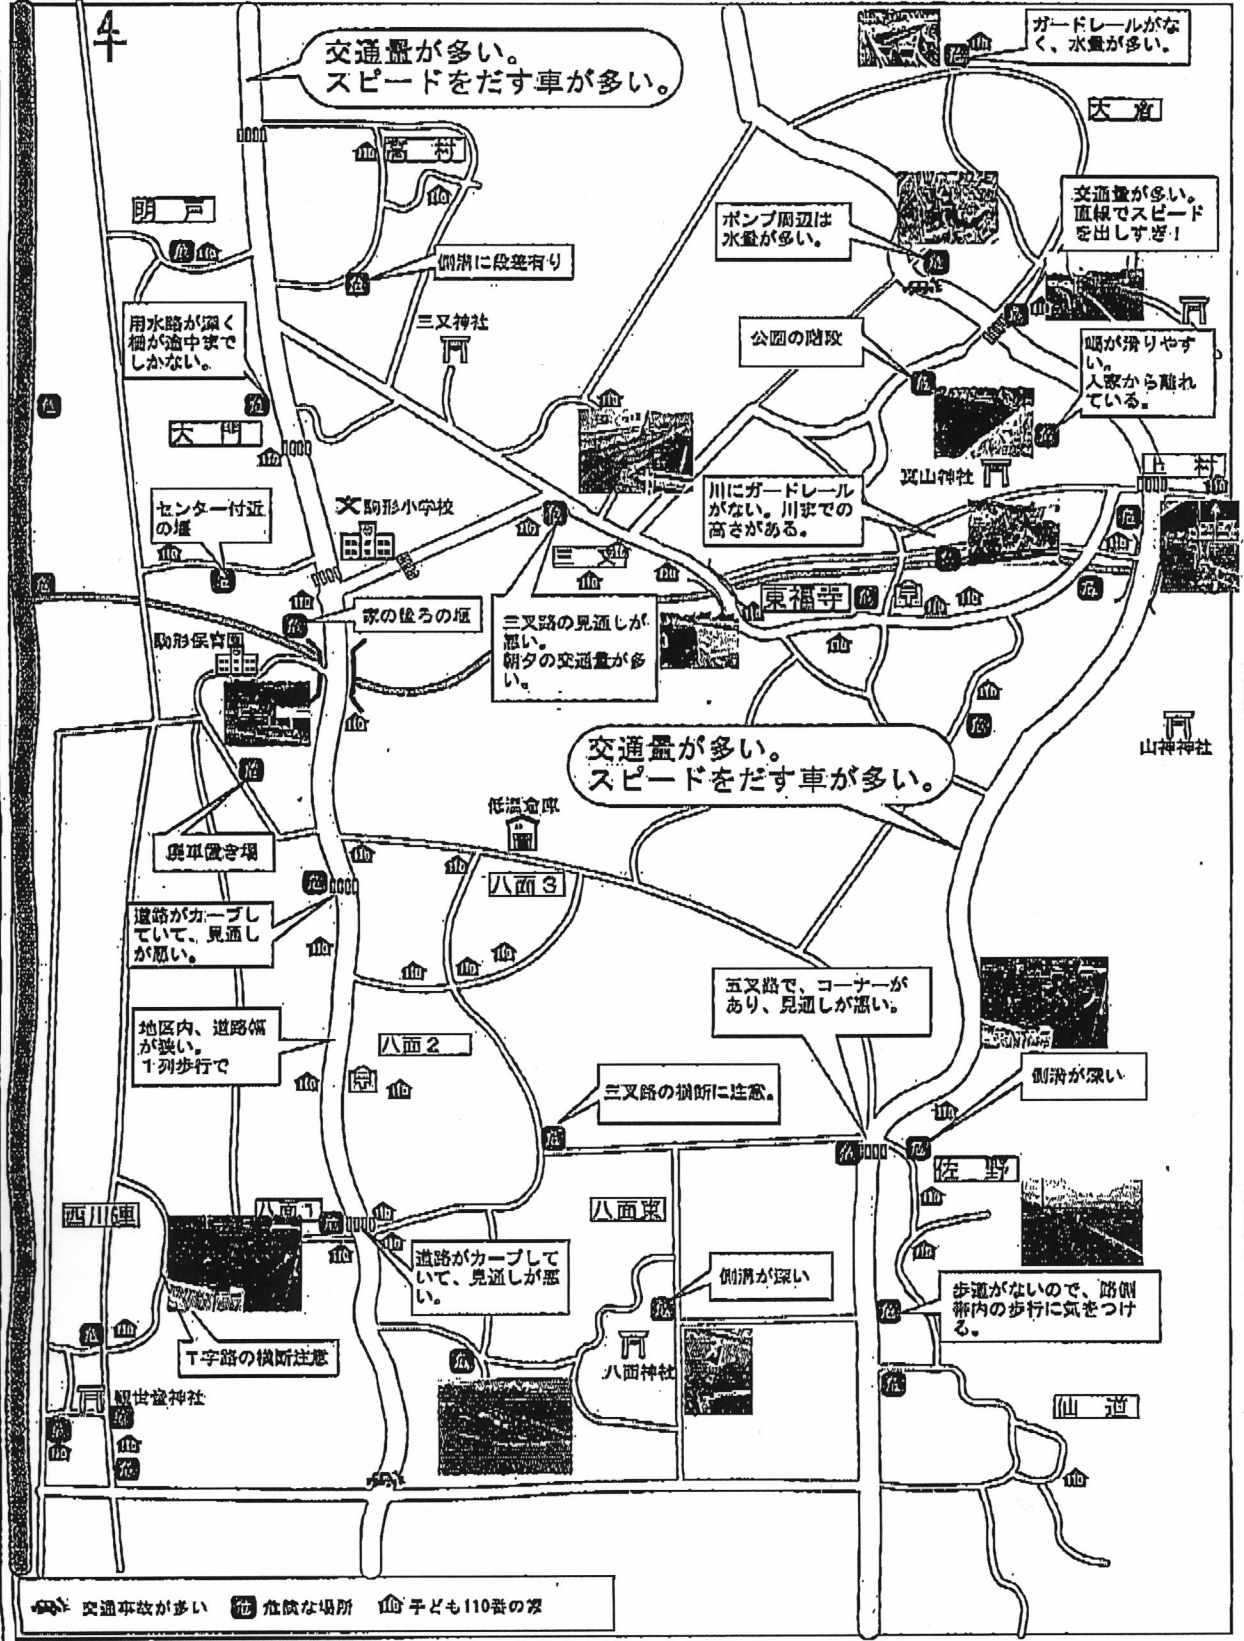 4
交通量が多い。
スピードをだす車が多い。
ガードレールがな
く、水量が多い。
明戸
側溝に段差有り
三又神社
ポンプ周辺は
水量が多い。
交通量が多い。
直線でスピード
を出しすぎ!
用水路が深く
柵が途中まで
しかない。
公園の階段
大門
が滑りやす
い。
人家から離れ
ている。
上村
センター付近
の堰
文 駒形小学校
川にガードレール
がない。川までの
高さがある。
三又
東福寺
家の後ろの堰
駒形保育園
三叉路の見通しが
悪い。
朝夕の交通量が多
い。
山神神社
交通量が多い。
スピードをだす車が多い。
低温倉庫
廃車置き場
八面3
道路がカーブし
ていて、見通し
が悪い。
五叉路で、コーナーが
あり、見通しが悪い。
地区内、道路幅
が狭い。
1列歩行で
八面2
三叉路の横断に注意。
側溝が深い
佐野
西川連
八面1
八面東
道路がカーブして
いて、見通しが悪
い。
側溝が深い
歩道がないので、路側
帯内の歩行に気をつけ
る。
T字路の横断注意
八面神社
観世音神社
仙道
交通事故が多い 危 危険な場所 110 子ども110番の家